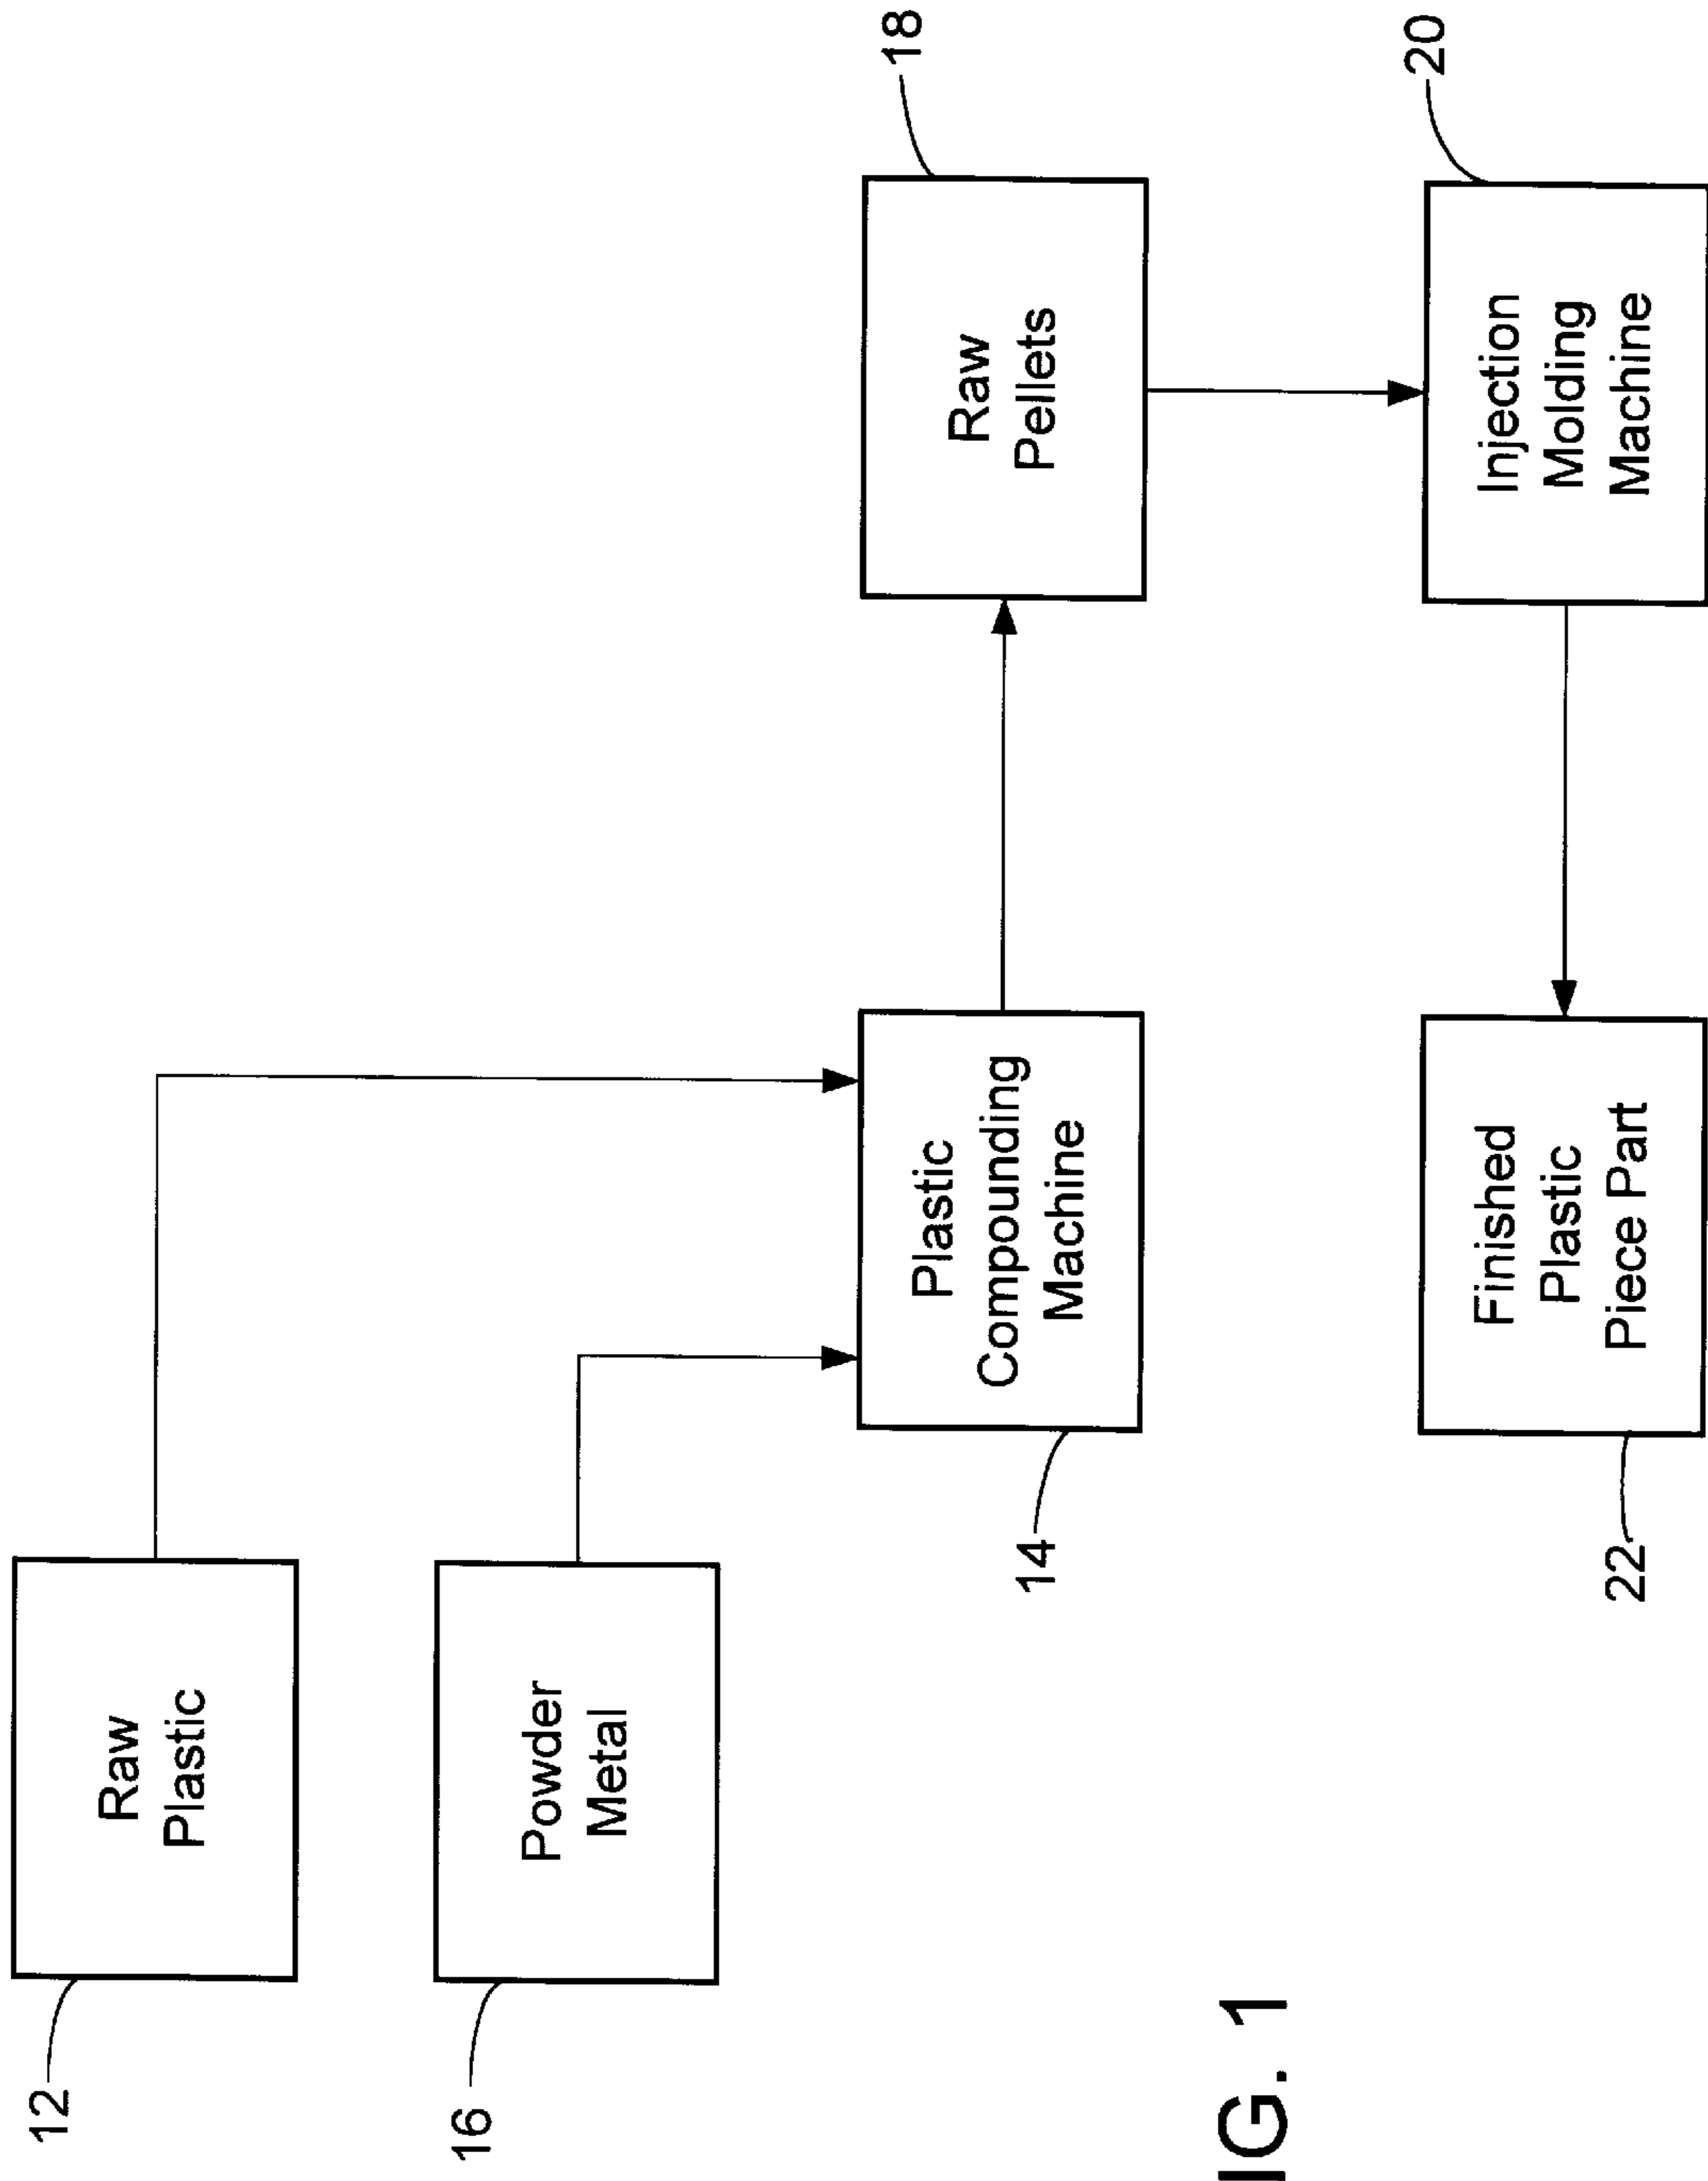 12
Raw
Plastic
16
Powder
Metal
14
Plastic
Compounding
Machine
18
Raw
Pellets
20
Injection
Molding
Machine
22
Finished
Plastic
Piece Part
IG. 1